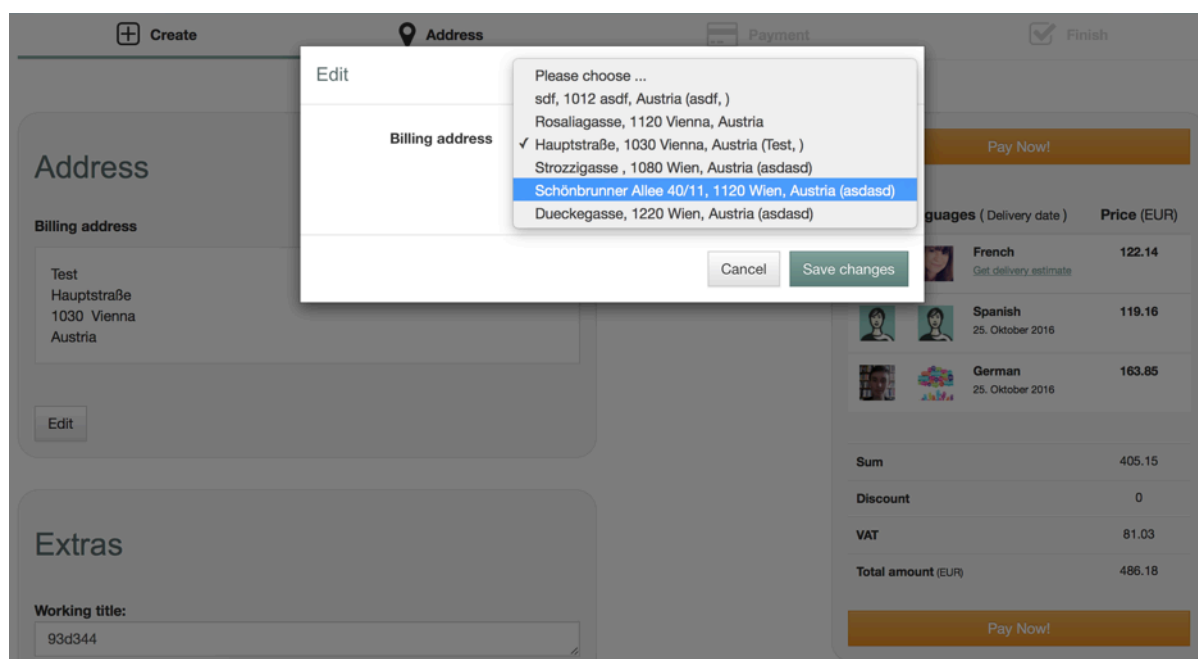 Create
Address
Payment
Finish
Edit
Billing address
Please choose ...
sdf, 1012 asdf, Austria (asdf, )
Rosaliagasse, 1120 Vienna, Austria
✓ Hauptstraße, 1030 Vienna, Austria (Test, )
Strozzigasse , 1080 Wien, Austria (asdasd)
Schönbrunner Allee 40/11, 1120 Wien, Austria (asdasd)
Dueckegasse, 1220 Wien, Austria (asdasd)
Cancel
Save changes
Address
Billing address
Test
Hauptstraße
1030 Vienna
Austria
Edit
Extras
Working title:
93d344
Pay Now!
guages ( Delivery date ) Price (EUR)
French 122.14
Get delivery estimate
Spanish 119.16
25. Oktober 2016
German 163.85
25. Oktober 2016
Sum 405.15
Discount 0
VAT 81.03
Total amount (EUR) 486.18
Pay Now!